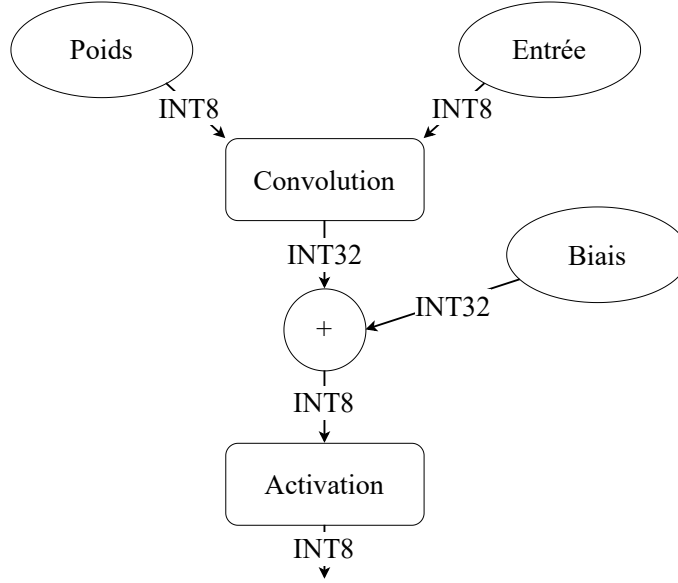 Poids
Entrée
INT8
INT8
Convolution
INT32
Biais
INT32
+
INT8
Activation
INT8